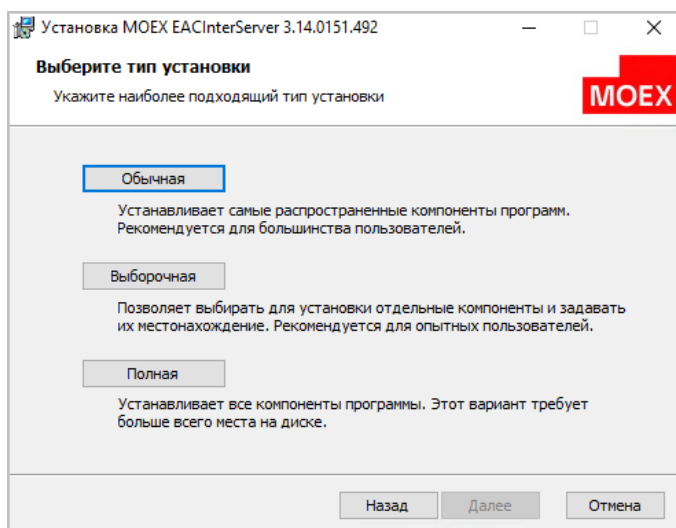 Установка MOEX EACInterServer 3.14.0151.492
Выберите тип установки
Укажите наиболее подходящий тип установки
MOEX
Обычная
Устанавливает самые распространенные компоненты программ.
Рекомендуется для большинства пользователей.
Выборочная
Позволяет выбирать для установки отдельные компоненты и задавать
их местонахождение. Рекомендуется для опытных пользователей.
Полная
Устанавливает все компоненты программы. Этот вариант требует
больше всего места на диске.
Назад
Далее
Отмена